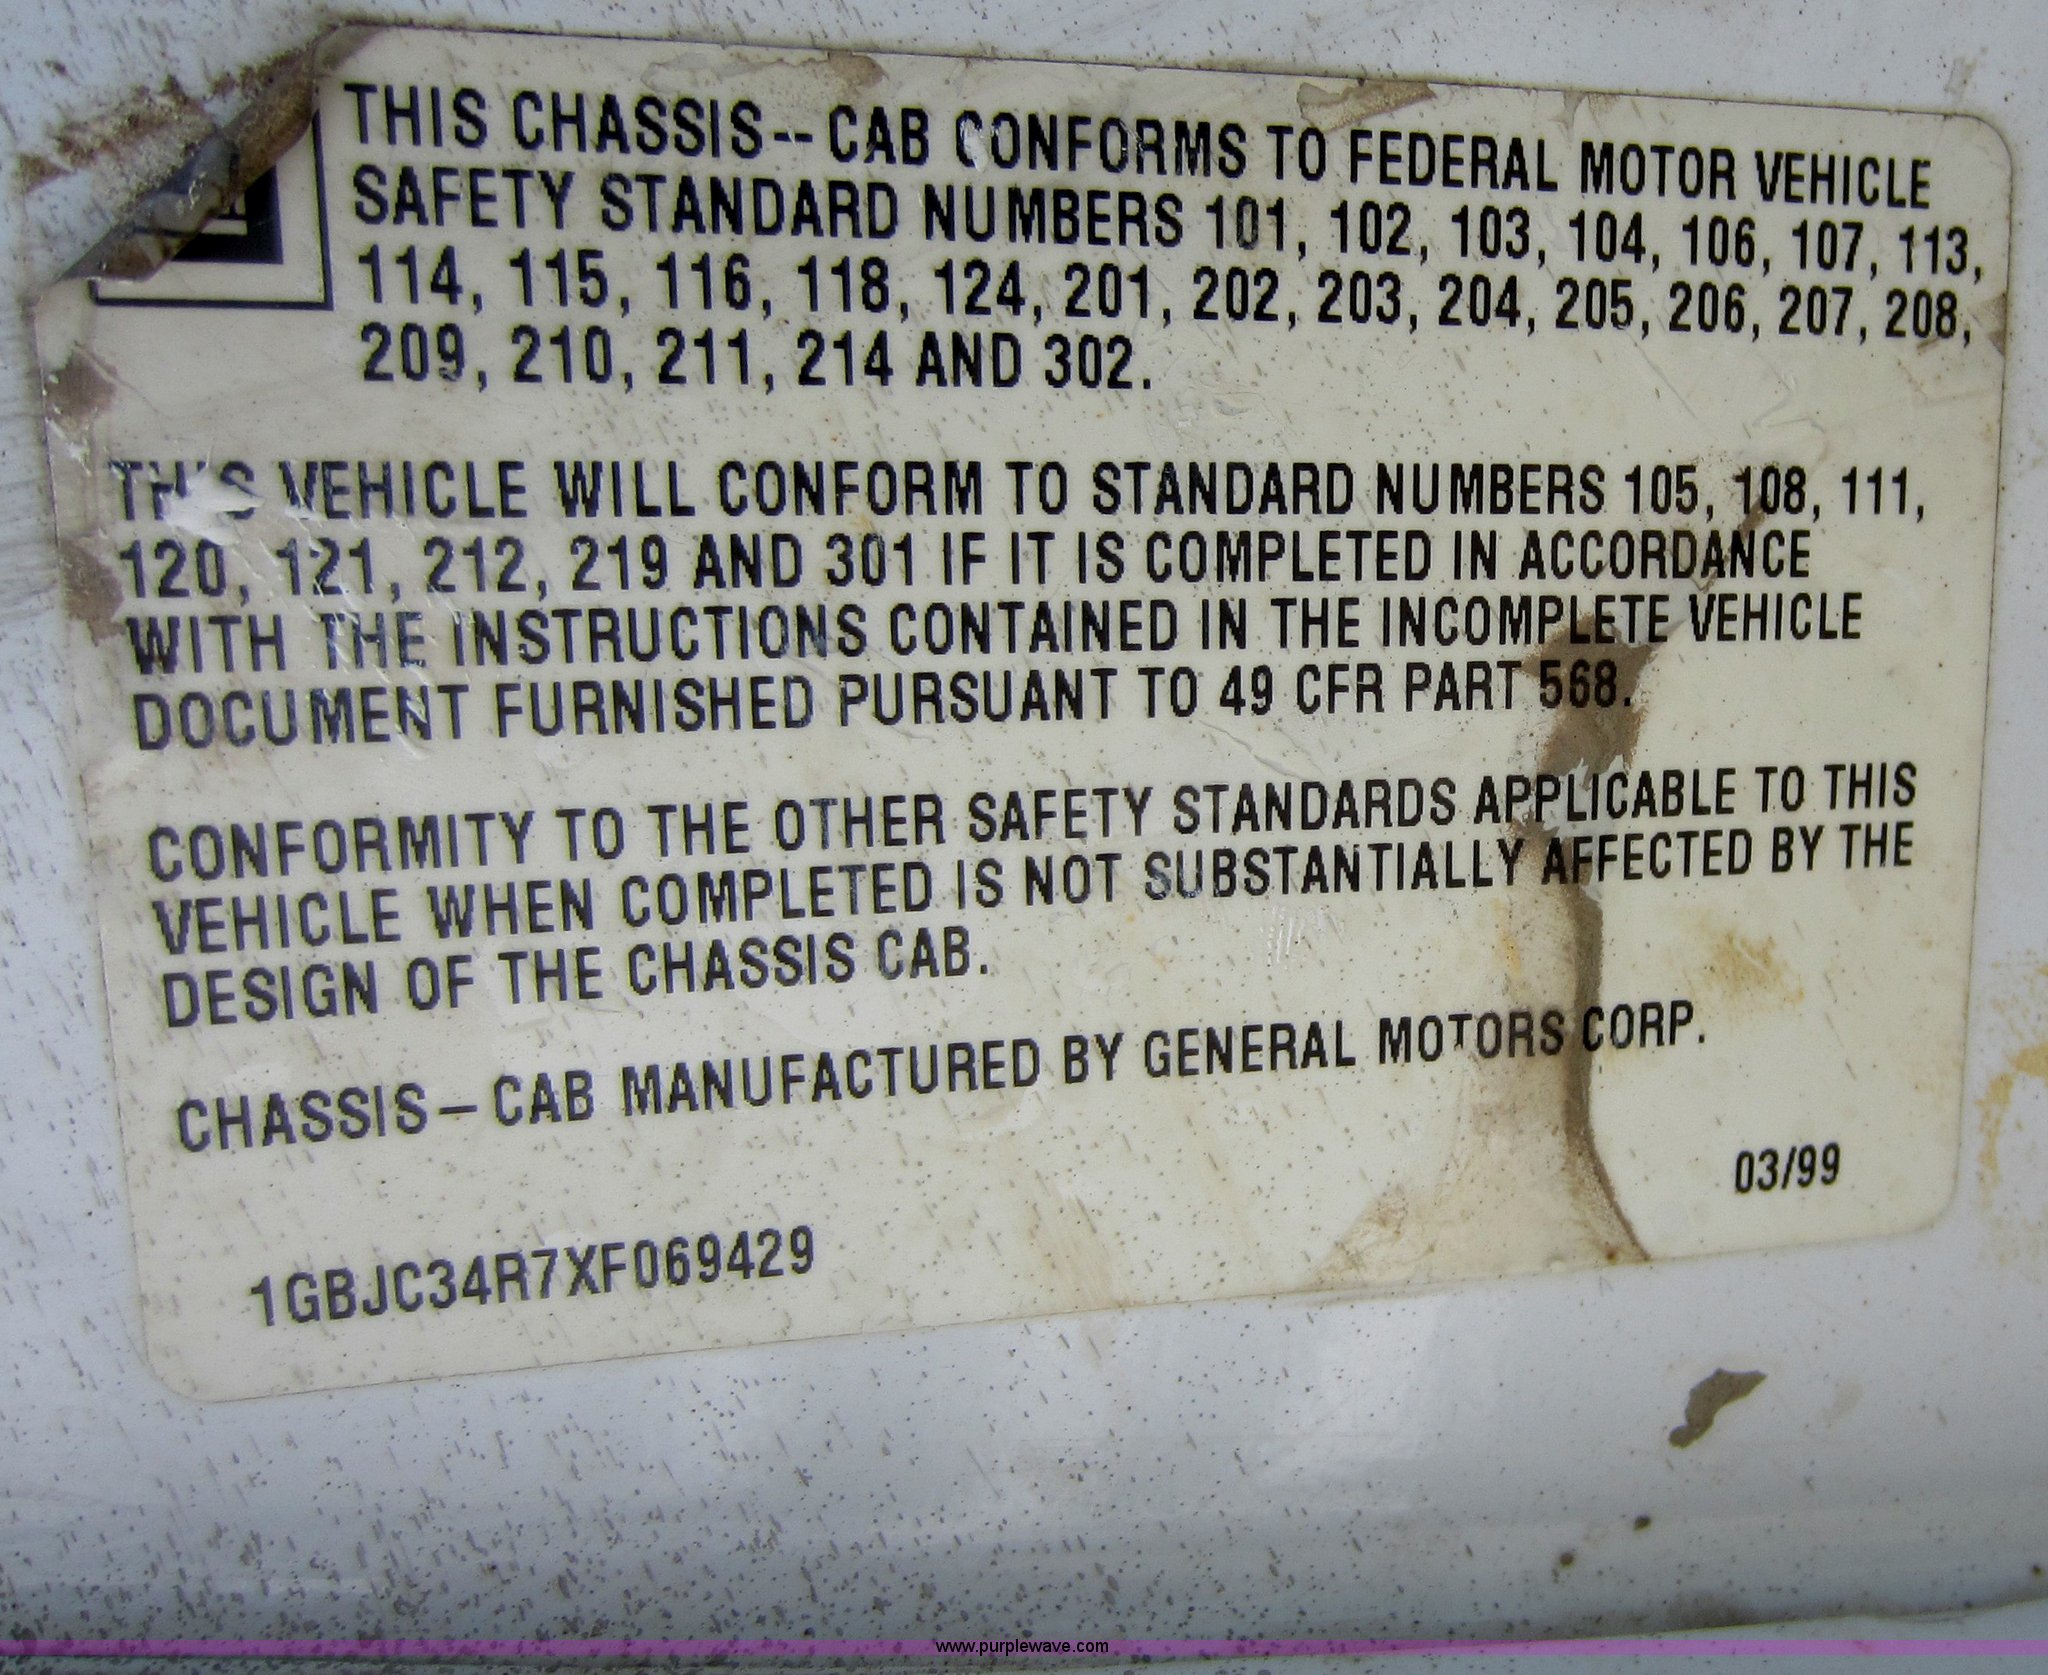 THIS CHASSIS-- CAB CONFORMS TO FEDERAL MOTOR VEHICLE
SAFETY STANDARD NUMBERS 101, 102, 103, 104, 106, 107, 113,
114, 115, 116, 118, 124, 201, 202, 203, 204, 205, 206, 207, 208,
209, 210, 211, 214 AND 302.
THIS VEHICLE WILL CONFORM TO STANDARD NUMBERS 105, 108, 111,
120, 121, 212, 219 AND 301 IF IT IS COMPLETED IN ACCORDANCE
WITH THE INSTRUCTIONS CONTAINED IN THE INCOMPLETE VEHICLE
DOCUMENT FURNISHED PURSUANT TO 49 CFR PART 568.
CONFORMITY TO THE OTHER SAFETY STANDARDS APPLICABLE TO THIS
VEHICLE WHEN COMPLETED IS NOT SUBSTANTIALLY AFFECTED BY THE
DESIGN OF THE CHASSIS CAB.
CHASSIS – CAB MANUFACTURED BY GENERAL MOTORS CORP.
03/99
1GBJC34R7XF069429
www.purplewave.com